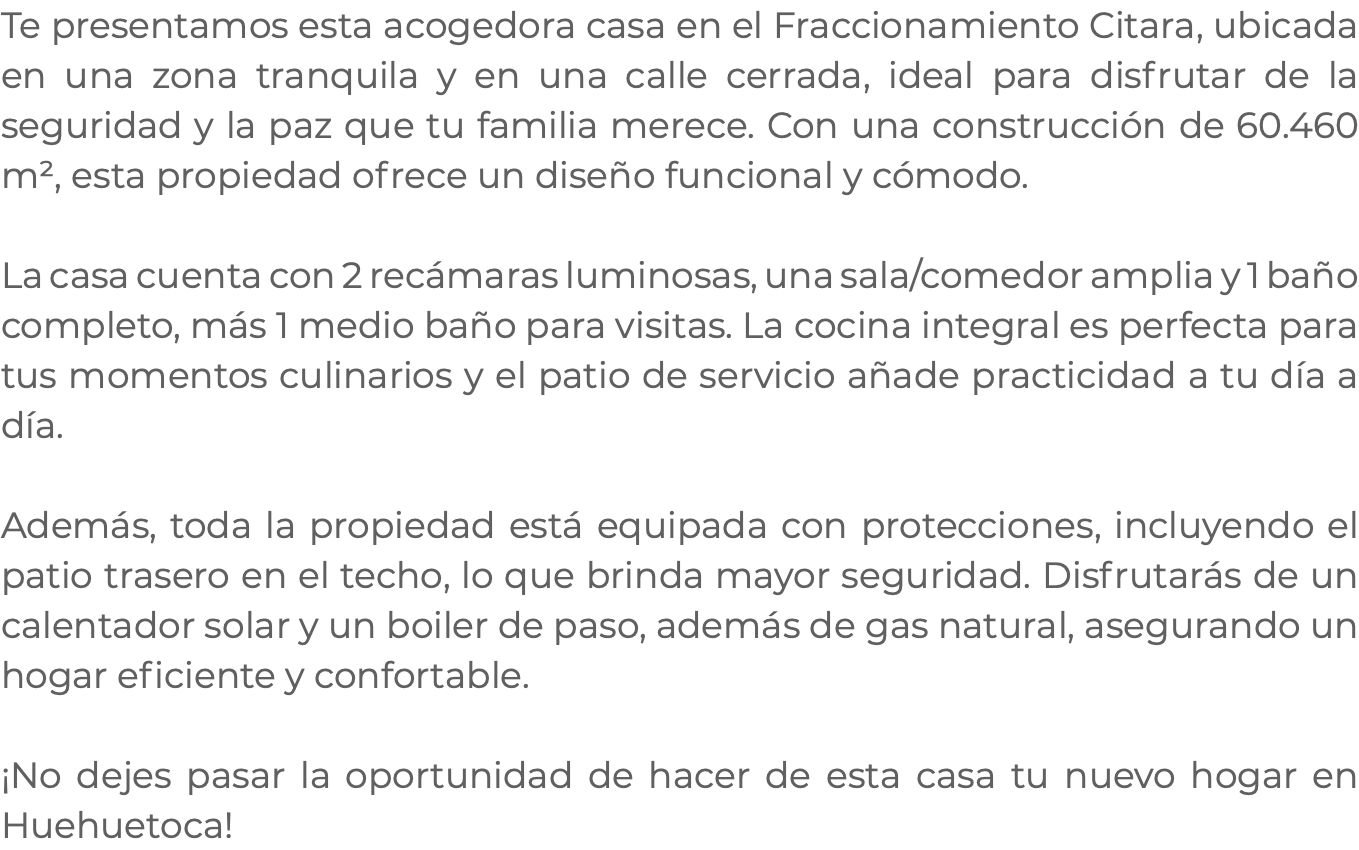 Te presentamos esta acogedora casa en el Fraccionamiento Citara, ubicada
en una zona tranquila y en una calle cerrada, ideal para disfrutar de la
seguridad y la paz que tu familia merece. Con una construcción de 60.460
m², esta propiedad ofrece un diseño funcional y cómodo.
La casa cuenta con 2 recámaras luminosas, una sala/comedor amplia y 1 baño
completo, más 1 medio baño para visitas. La cocina integral es perfecta para
tus momentos culinarios y el patio de servicio añade practicidad a tu día a
día.
Además, toda la propiedad está equipada con protecciones, incluyendo el
patio trasero en el techo, lo que brinda mayor seguridad. Disfrutarás de un
calentador solar y un boiler de paso, además de gas natural, asegurando un
hogar eficiente y confortable.
¡No dejes pasar la oportunidad de hacer de esta casa tu nuevo hogar en
Huehuetoca!